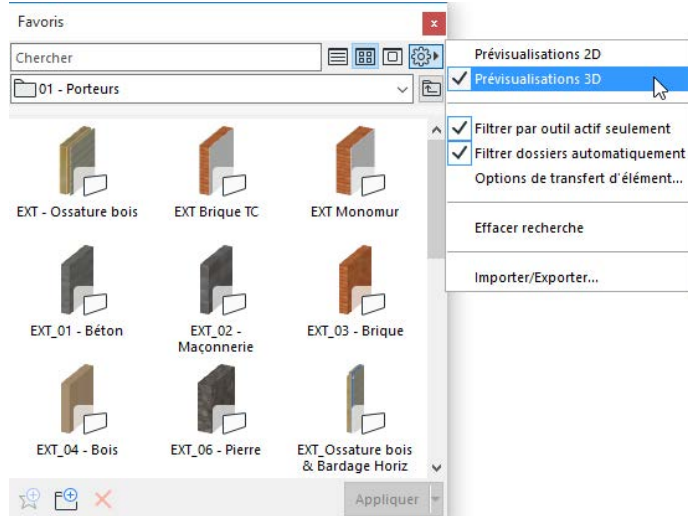 Favoris
x
Chercher
01 - Porteurs
EXT - Ossature bois
EXT Brique TC
EXT Monomur
EXT_01 - Béton
EXT_02 -
Maçonnerie
EXT_03 - Brique
EXT_04 - Bois
EXT_06 - Pierre
EXT_Ossature bois
& Bardage Horiz
Appliquer
Prévisualisations 2D
Prévisualisations 3D
Filtrer par outil actif seulement
Filtrer dossiers automatiquement
Options de transfert d'élément...
Effacer recherche
Importer/Exporter...